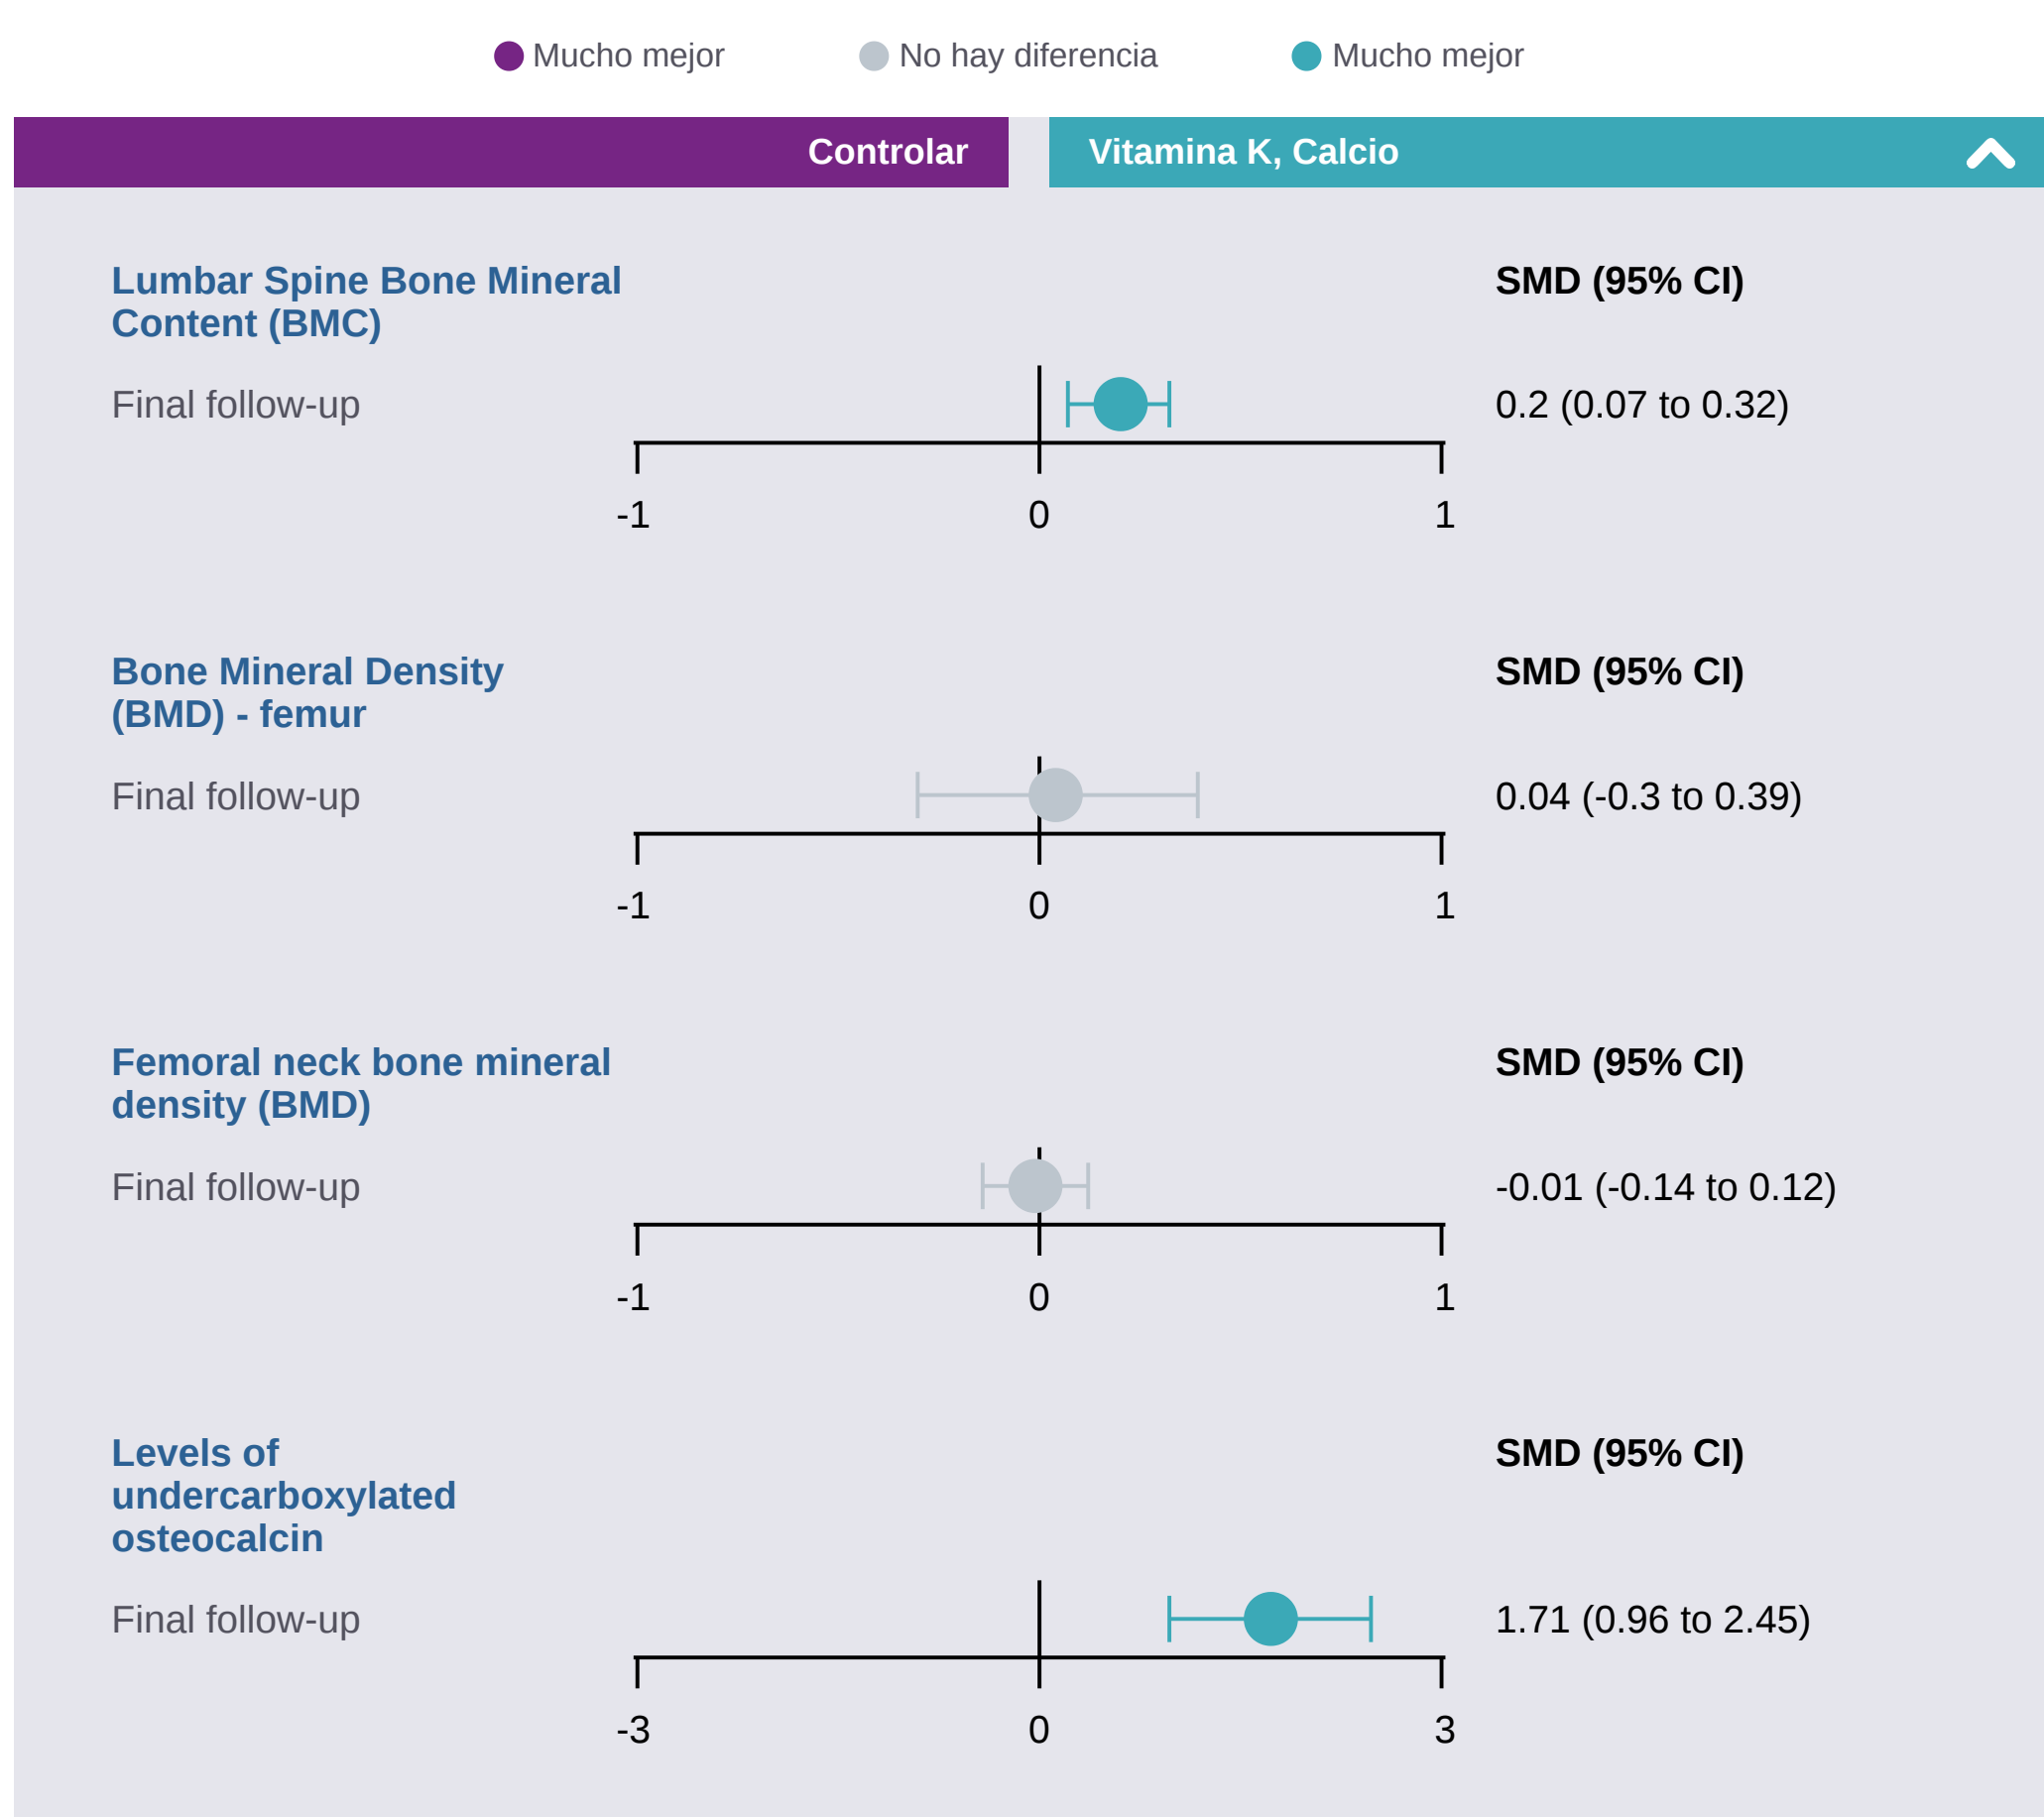 Mucho mejor No hay diferencia Mucho mejor
Controlar Vitamina K, Calcio
Lumbar Spine Bone Mineral SMD (95% CI)
Content (BMC)
Final follow-up 0.2 (0.07 to 0.32)
-1 0 1
Bone Mineral Density SMD (95% CI)
(BMD) - femur
Final follow-up 0.04 (-0.3 to 0.39)
-1 0 1
Femoral neck bone mineral SMD (95% CI)
density (BMD)
Final follow-up -0.01 (-0.14 to 0.12)
-1 0 1
Levels of SMD (95% CI)
undercarboxylated
osteocalcin
Final follow-up 1.71 (0.96 to 2.45)
-3 0 3